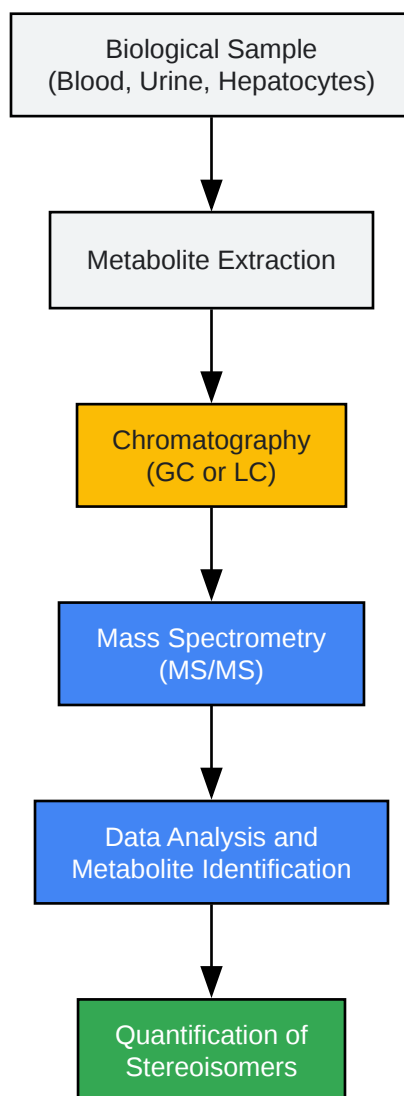 Biological Sample
(Blood, Urine, Hepatocytes)
Metabolite Extraction
Chromatography
(GC or LC)
Mass Spectrometry
(MS/MS)
Data Analysis and
Metabolite Identification
Quantification of
Stereoisomers